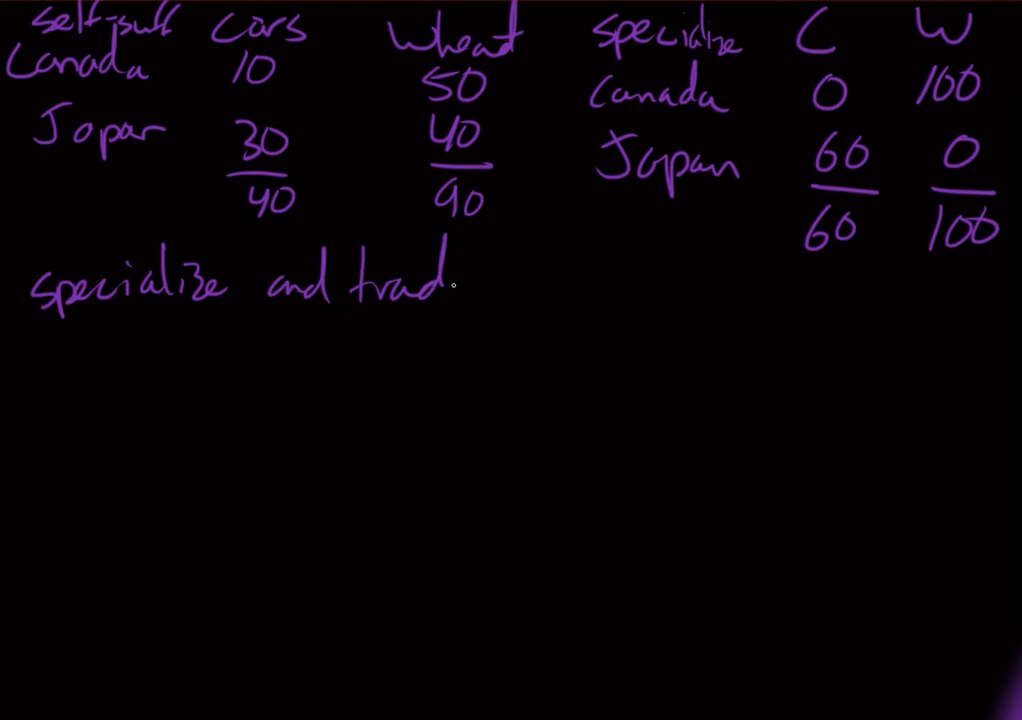 self-suff Cars Wheat
Canada 10 50
Japan 30 40
40 90
specialize C W
Canada 0 100
Japan 60 0
60 100
specialize and trad